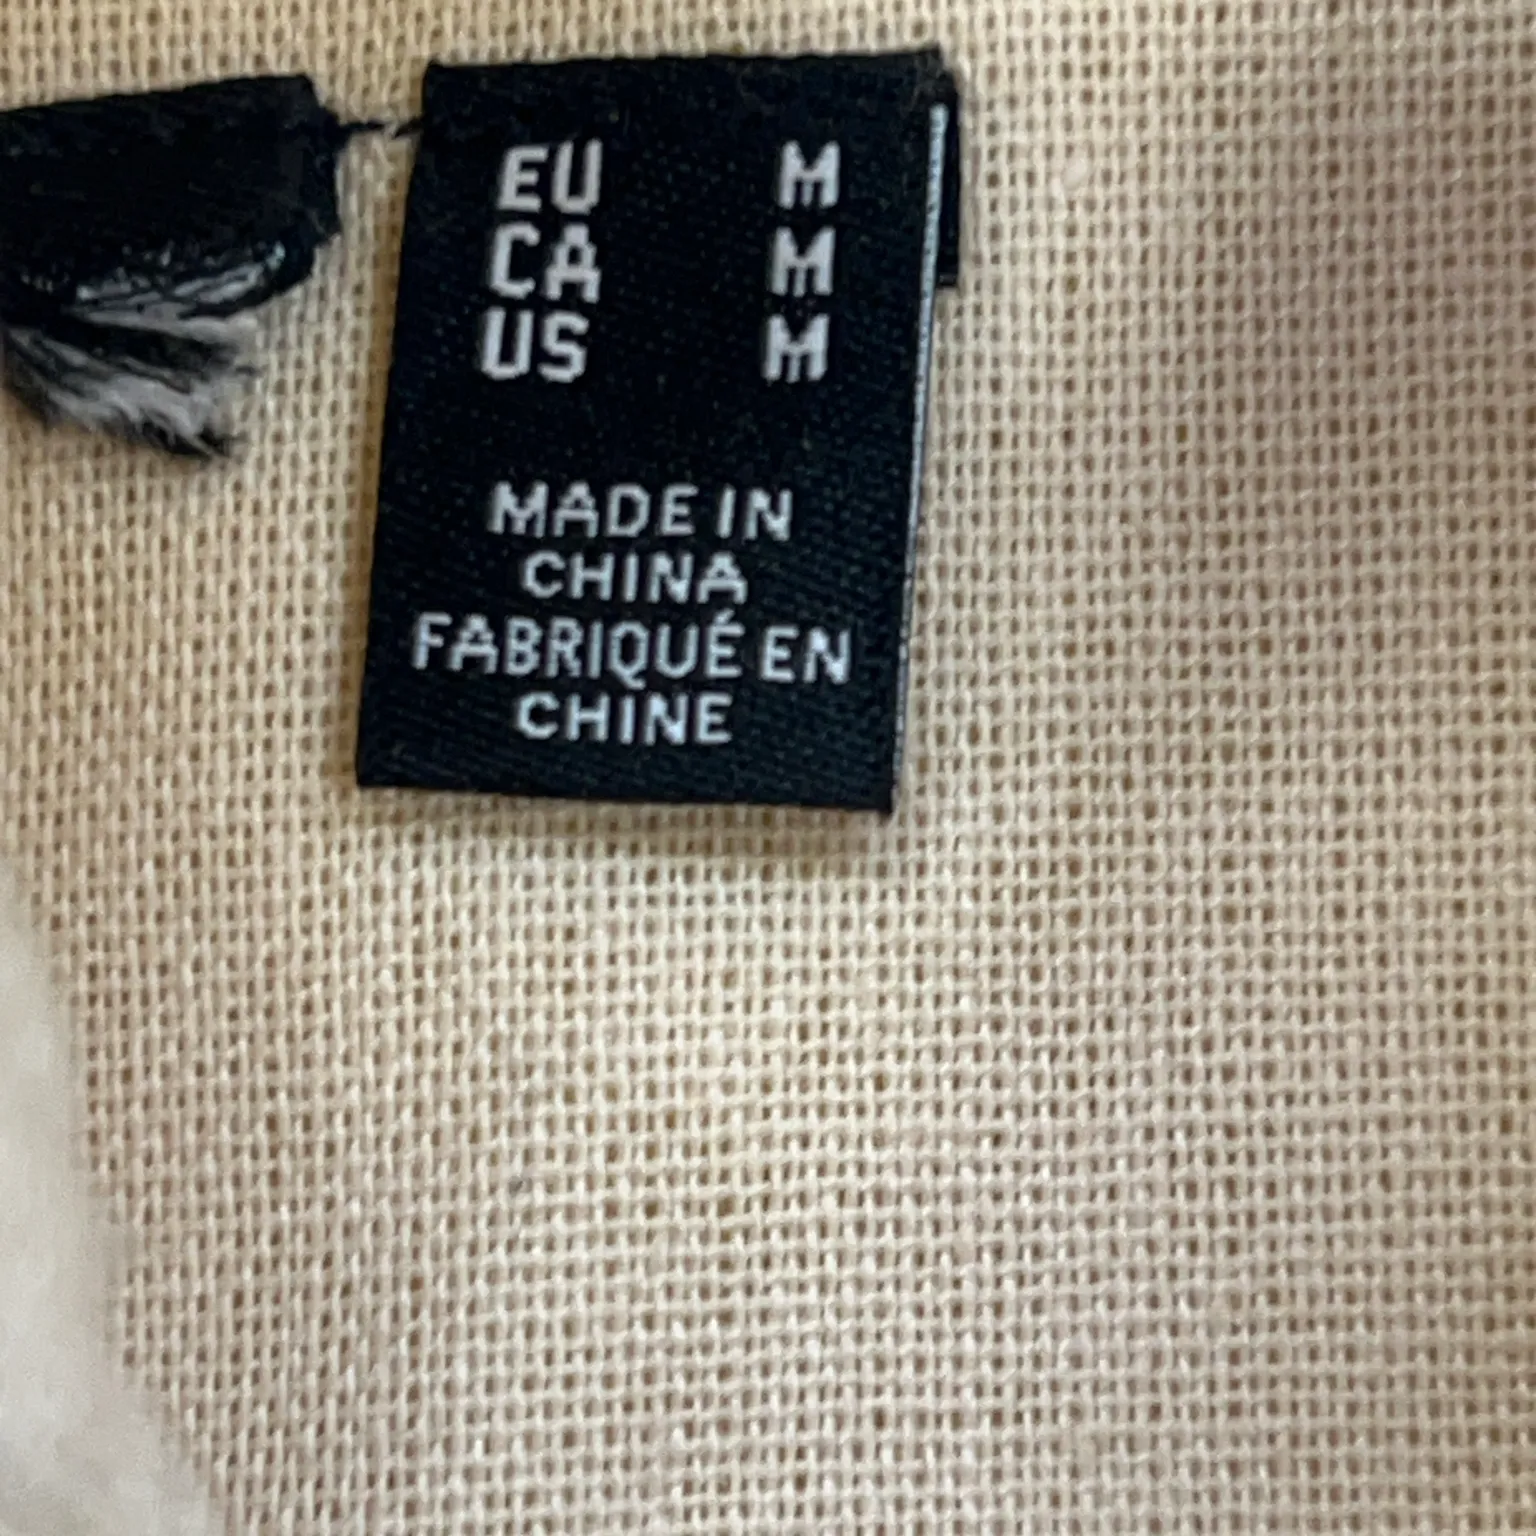 EU M
CA M
US M
MADE IN
CHINA
FABRIQUÉ EN
CHINE